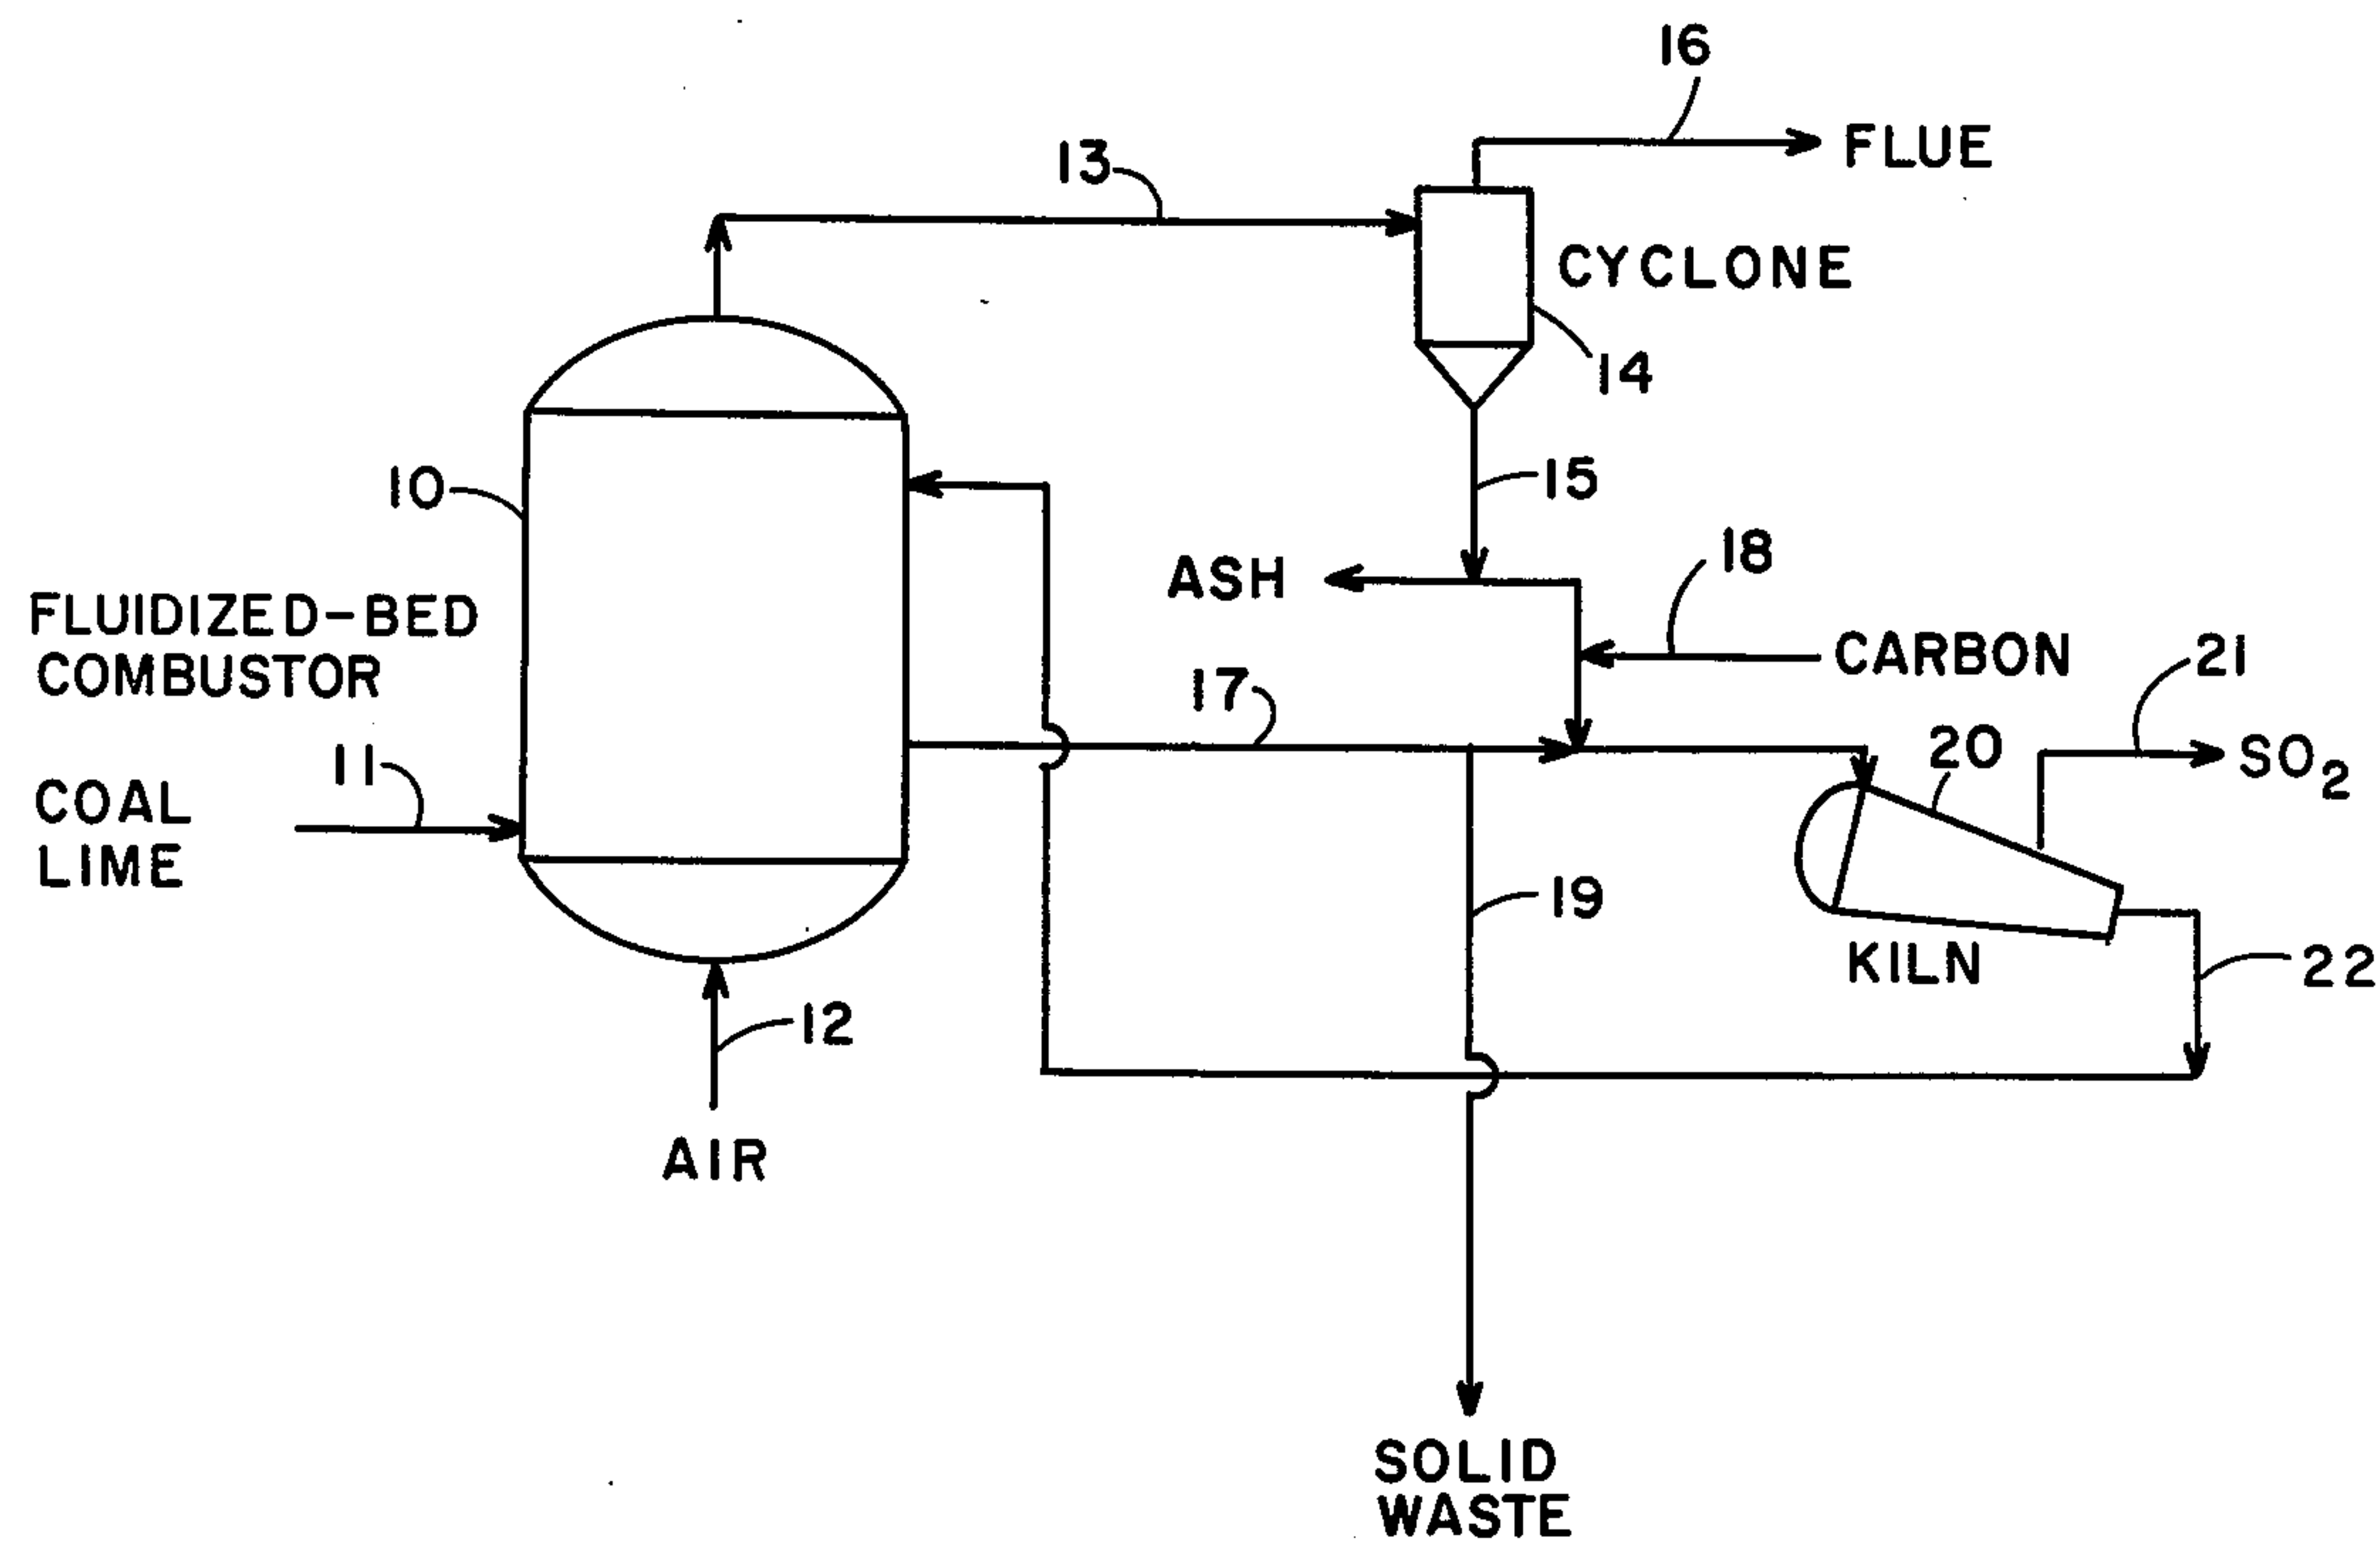 16
FLUE
13
CYCLONE
14
10
15
ASH
18
FLUIDIZED-BED
COMBUSTOR
CARBON
21
17
20
SO2
11
COAL
LIME
19
KILN
22
12
AIR
SOLID
WASTE